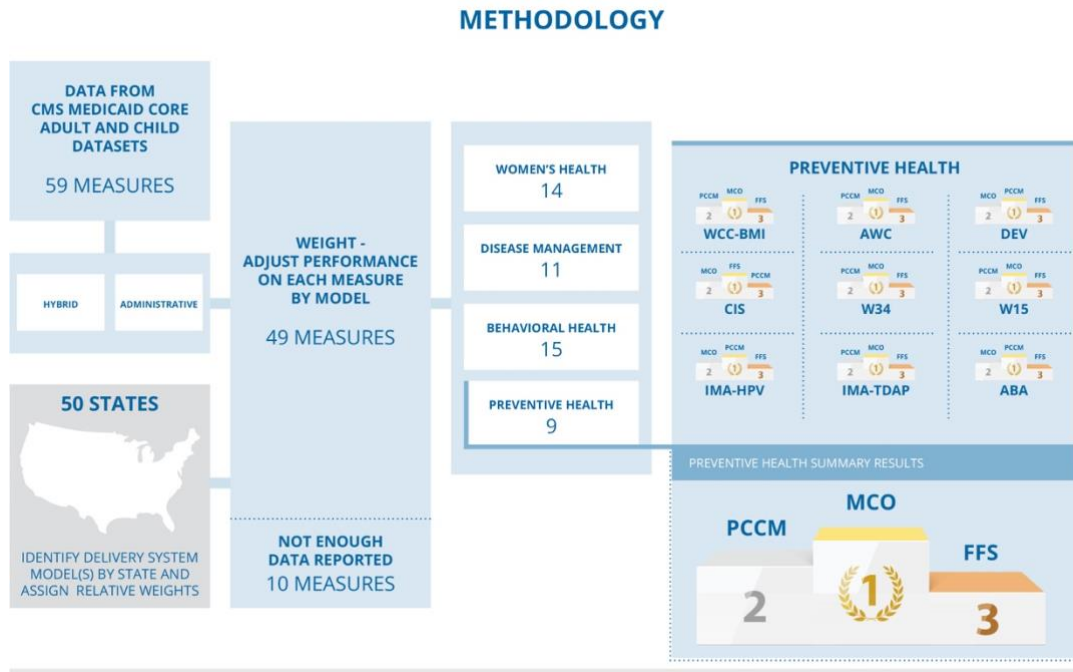 METHODOLOGY
DATA FROM
CMS MEDICAID CORE
ADULT AND CHILD
DATASETS
59 MEASURES
HYBRID
ADMINISTRATIVE
50 STATES
IDENTIFY DELIVERY SYSTEM
MODEL(S) BY STATE AND
ASSIGN RELATIVE WEIGHTS
WEIGHT -
ADJUST PERFORMANCE
ON EACH MEASURE
BY MODEL
49 MEASURES
NOT ENOUGH
DATA REPORTED
10 MEASURES
WOMEN'S HEALTH
14
DISEASE MANAGEMENT
11
BEHAVIORAL HEALTH
15
PREVENTIVE HEALTH
9
PREVENTIVE HEALTH
PCCM MCO FFS
2 1 3
WCC-BMI
PCCM MCO FFS
2 1 3
AWC
MCO PCCM FFS
2 1 3
DEV
MCO FFS PCCM
2 1 3
CIS
PCCM MCO FFS
2 1 3
W34
PCCM MCO FFS
2 1 3
W15
MCO PCCM FFS
2 1 3
IMA-HPV
PCCM MCO FFS
2 1 3
IMA-TDAP
MCO PCCM FFS
2 1 3
ABA
PREVENTIVE HEALTH SUMMARY RESULTS
PCCM MCO FFS
2 1 3